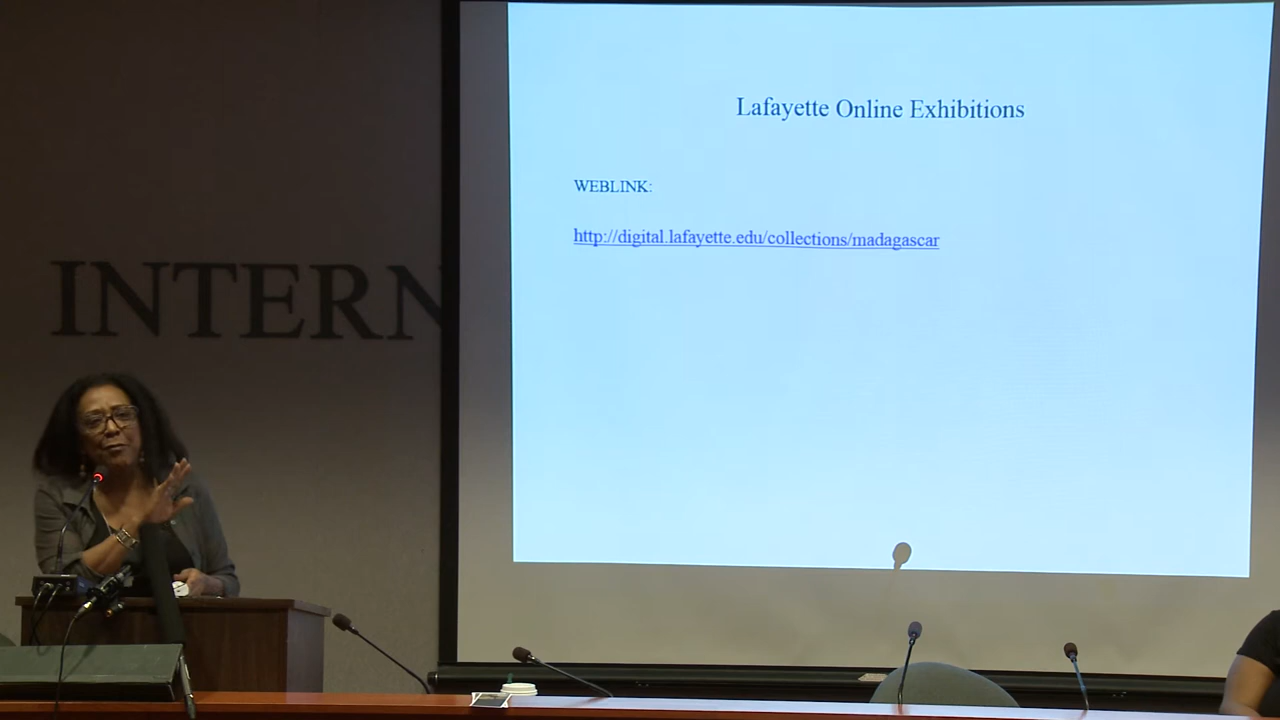 Lafayette Online Exhibitions
WEBLINK:
http://digital.lafayette.edu/collections/madagascar
INTERN